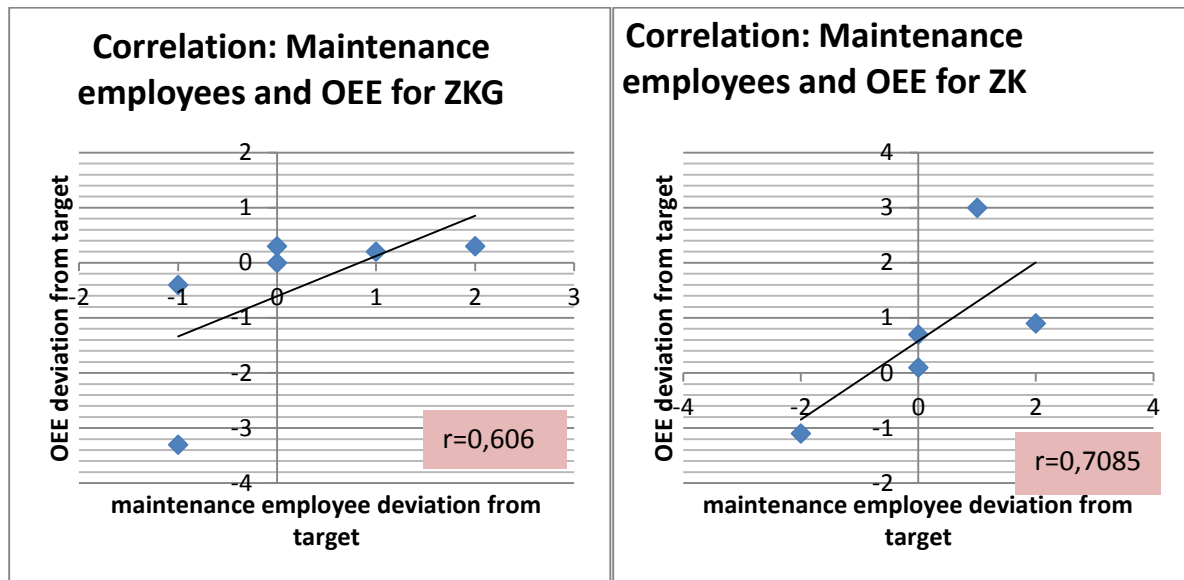 Correlation: Maintenance
employees and OEE for ZKG
OEE deviation from target
2
1
0
-1
-2
-3
-4
-2
-1
0
1
2
3
r=0,606
maintenance employee deviation from
target
Correlation: Maintenance
employees and OEE for ZK
OEE deviation from target
4
3
2
1
0
-1
-2
-4
-2
0
2
4
r=0,7085
maintenance employee deviation from
target